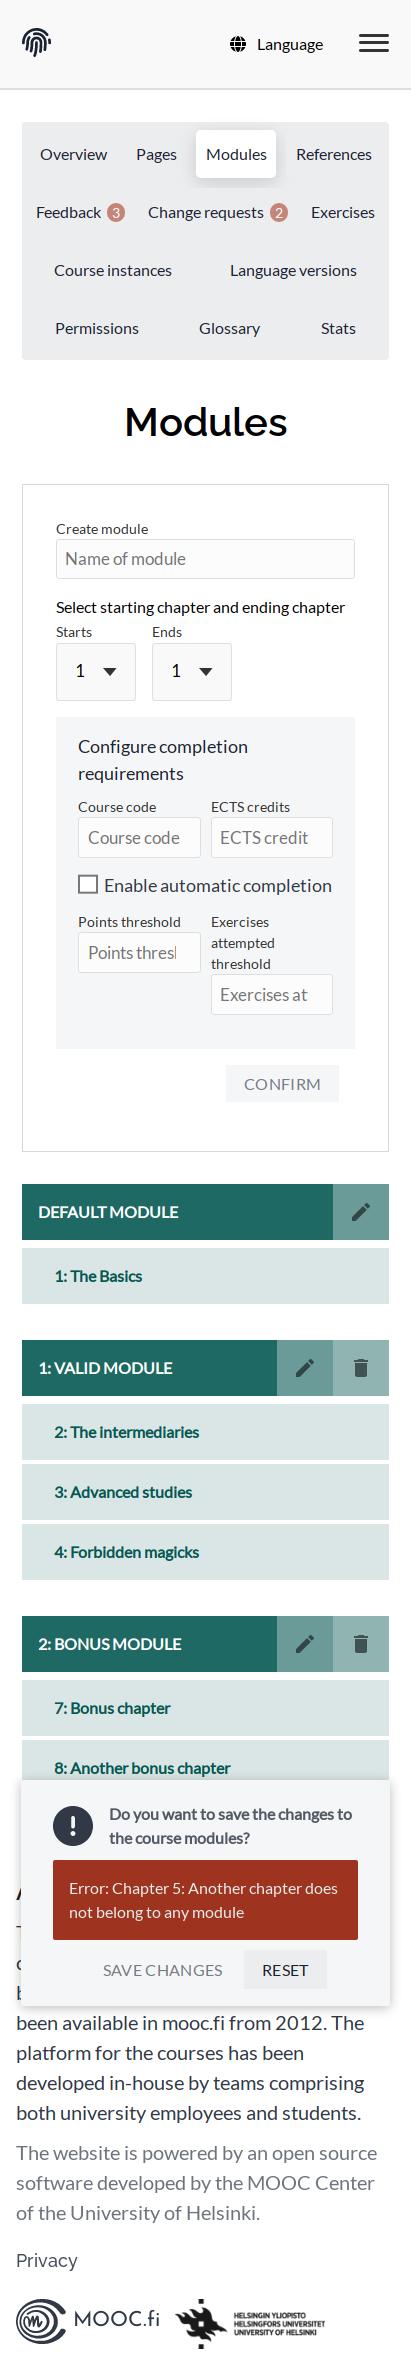 Language
Overview Pages Modules References
Feedback 3 Change requests 2 Exercises
Course instances Language versions
Permissions Glossary Stats
Modules
Create module
Name of module
Select starting chapter and ending chapter
Starts Ends
1 1
Configure completion
requirements
Course code ECTS credits
Course code ECTS credit
Enable automatic completion
Points threshold Exercises
attempted
threshold
Points thres
Exercises at
CONFIRM
DEFAULT MODULE
1: The Basics
1: VALID MODULE
2: The intermediaries
3: Advanced studies
4: Forbidden magicks
2: BONUS MODULE
7: Bonus chapter
8: Another bonus chapter
Do you want to save the changes to
the course modules?
Error: Chapter 5: Another chapter does
not belong to any module
SAVE CHANGES RESET
been available in mooc.fi from 2012. The
platform for the courses has been
developed in-house by teams comprising
both university employees and students.
The website is powered by an open source
software developed by the MOOC Center
of the University of Helsinki.
Privacy
MOOC.fi
HELSINGIN YLIOPISTO
HELSINGFORS UNIVERSITET
UNIVERSITY OF HELSINKI